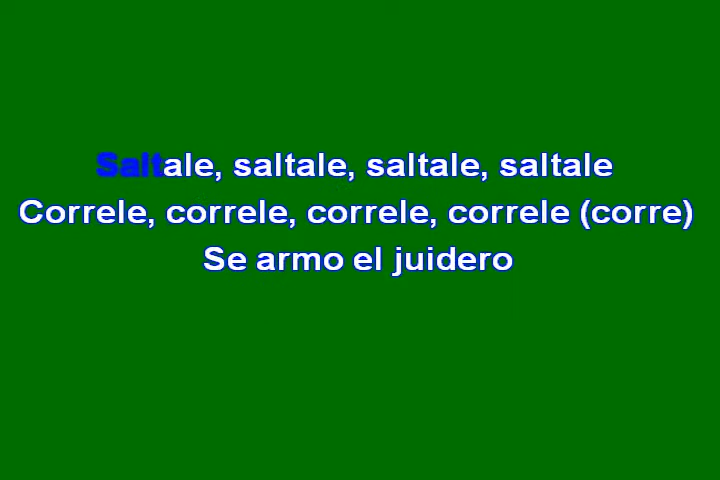 Saltale, saltale, saltale, saltale
Correle, correle, correle, correle (corre)
Se armo el juidero